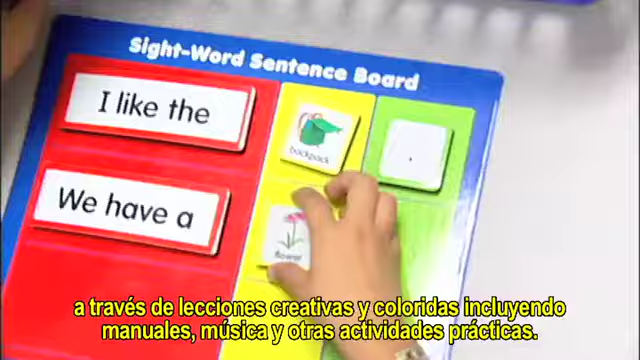 Sight-Word Sentence Board
I like the
backpack
.
We have a
flower
a través de lecciones creativas y coloridas incluyendo
manuales, música y otras actividades prácticas.